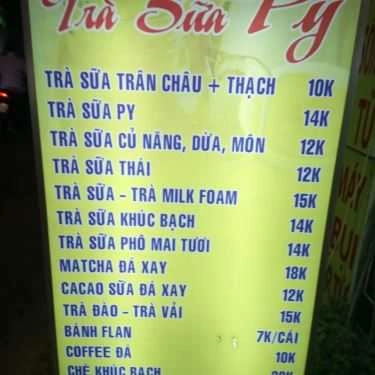 Trà Sữa Py
TRÀ SỮA TRÂN CHÂU + THẠCH 10K
TRÀ SỮA PY 14K
TRÀ SỮA CỦ NĂNG, DỪA, MÔN 12K
TRÀ SỮA THÁI 12K
TRÀ SỮA - TRÀ MILK FOAM 15K
TRÀ SỮA KHÚC BẠCH 14K
TRÀ SỮA PHÔ MAI TƯƠI 14K
MATCHA ĐÁ XAY 18K
CACAO SỮA ĐÁ XAY 12K
TRÀ ĐÀO - TRÀ VẢI 15K
BÁNH FLAN 7K/CÁI
COFFEE ĐÁ 10K
CHÈ KHÚC BẠCH